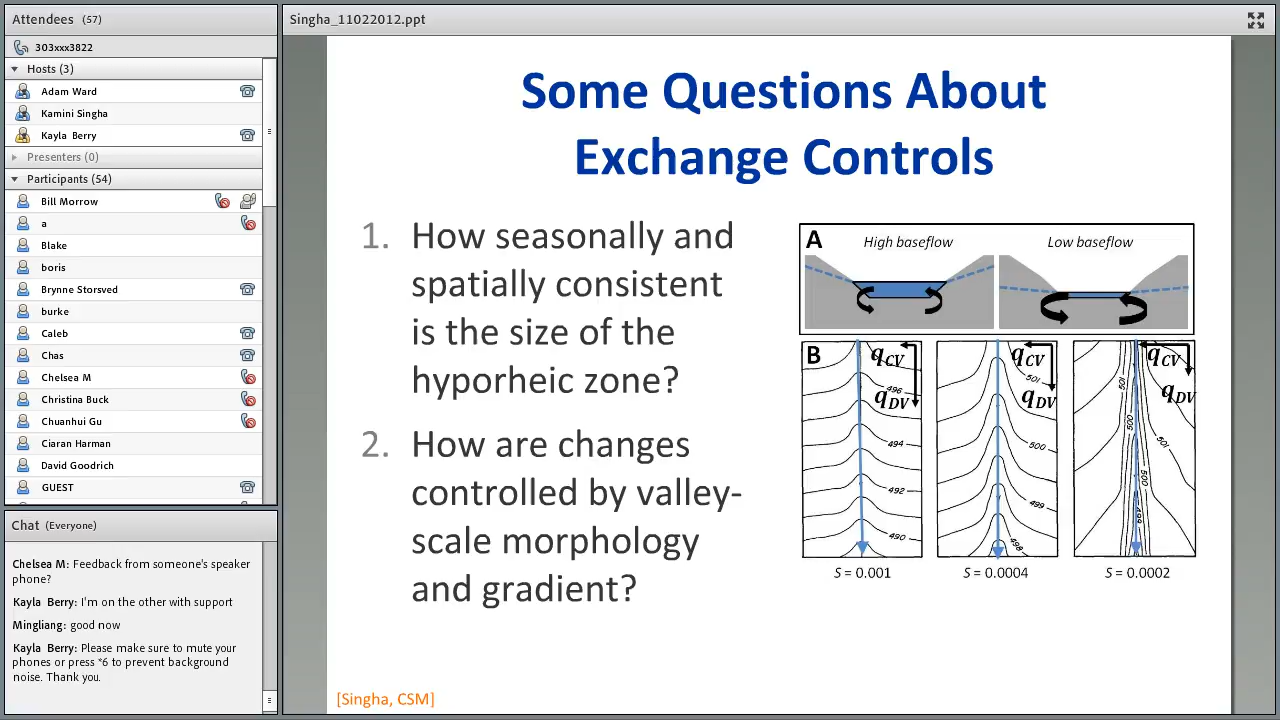 Attendees (57)
303xxx3822
Hosts (3)
Adam Ward
Kamini Singha
Kayla Berry
Presenters (0)
Participants (54)
Bill Morrow
a
Blake
boris
Brynne Storsved
burke
Caleb
Chas
Chelsea M
Christina Buck
Chuanhui Gu
Ciaran Harman
David Goodrich
GUEST
Chat (Everyone)
Chelsea M: Feedback from someone's speaker
phone?
Kayla Berry: I'm on the other with support
Mingliang: good now
Kayla Berry: Please make sure to mute your
phones or press *6 to prevent background
noise. Thank you.
Singha_11022012.ppt
Some Questions About
Exchange Controls
1. How seasonally and
spatially consistent
is the size of the
hyporheic zone?
2. How are changes
controlled by valley-
scale morphology
and gradient?
A
High baseflow
Low baseflow
B
qCV
496
qDV
494
492
490
S = 0.001
qCV
501
qDV
500
499
498
S = 0.0004
qCV
501
qDV
500
501
500
499
S = 0.0002
[Singha, CSM]